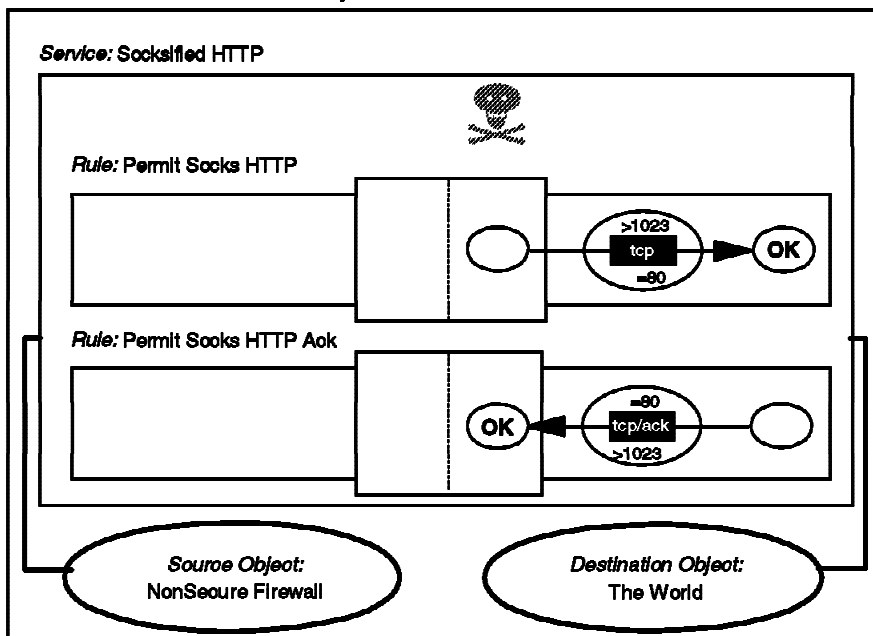 Service: Socksified HTTP
Rule: Permit Socks HTTP
>1023
tcp
=80
OK
Rule: Permit Socks HTTP Ack
=80
OK
tcp/ack
>1023
Source Object:
NonSecure Firewall
Destination Object:
The World